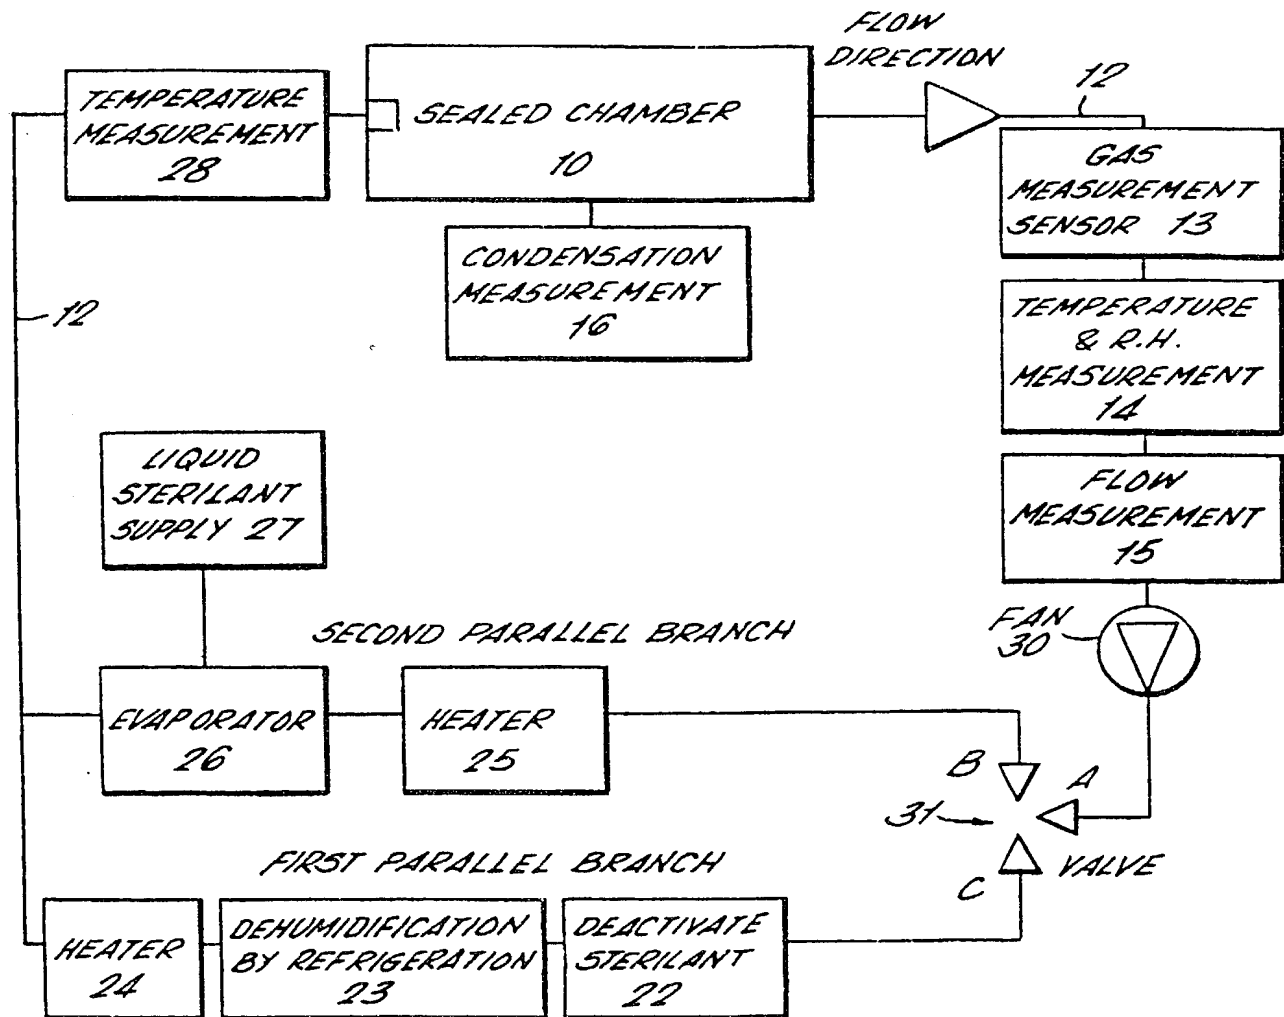 FLOW
DIRECTION
12
TEMPERATURE
MEASUREMENT
28
SEALED CHAMBER
10
GAS
MEASUREMENT
SENSOR 13
CONDENSATION
MEASUREMENT
16
12
TEMPERATURE
& R.H.
MEASUREMENT
14
LIQUID
STERILANT
SUPPLY 27
FLOW
MEASUREMENT
15
FAN
30
SECOND PARALLEL BRANCH
EVAPORATOR
26
HEATER
25
B
A
31
VALVE
C
FIRST PARALLEL BRANCH
HEATER
24
DEHUMIDIFICATION
BY REFRIGERATION
23
DEACTIVATE
STERILANT
22